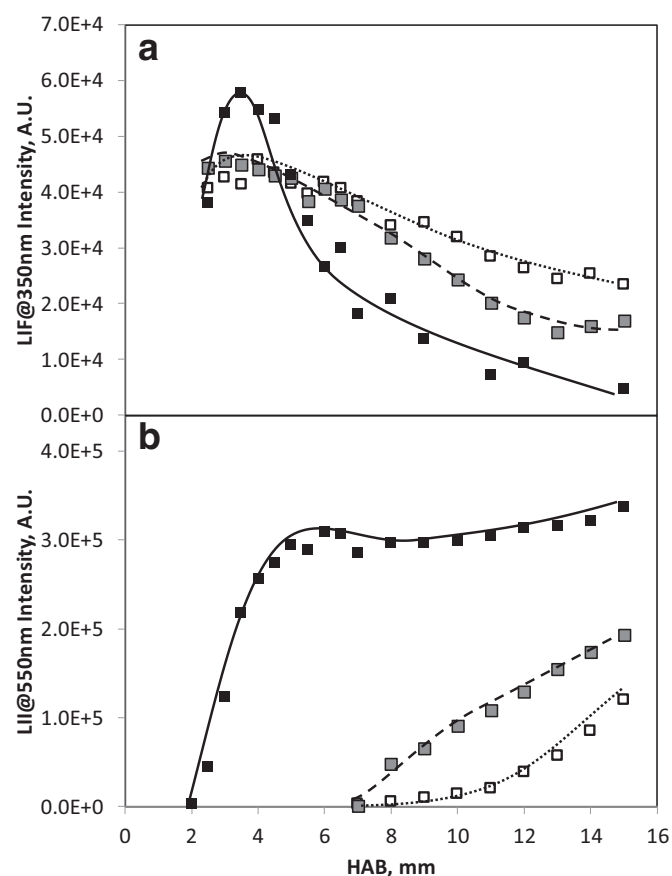 7.0E+4
a
6.0E+4
5.0E+4
4.0E+4
3.0E+4
2.0E+4
1.0E+4
0.0E+0
LIF@350nm Intensity, A.U.
b
4.0E+5
3.0E+5
2.0E+5
1.0E+5
0.0E+0
LII@550nm Intensity, A.U.
0 2 4 6 8 10 12 14 16
HAB, mm